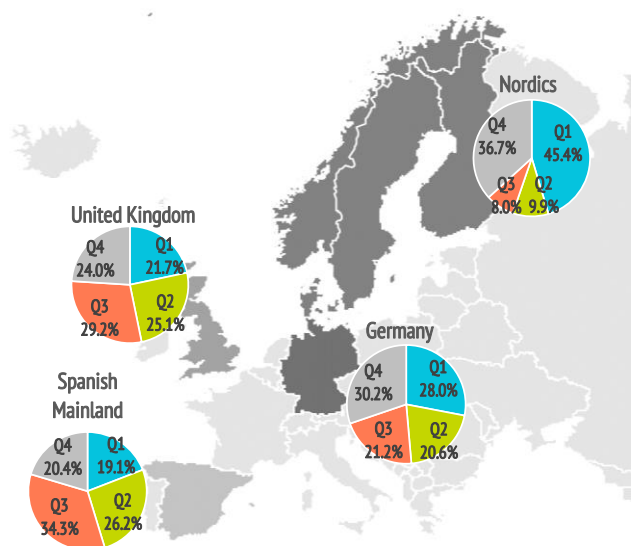 Nordics
Q4
36.7%
Q1
45.4%
Q3
8.0%
Q2
9.9%
United Kingdom
Q4
24.0%
Q1
21.7%
Q3
29.2%
Q2
25.1%
Germany
Q4
30.2%
Q1
28.0%
Q3
21.2%
Q2
20.6%
Spanish
Mainland
Q4
20.4%
Q1
19.1%
Q3
34.3%
Q2
26.2%